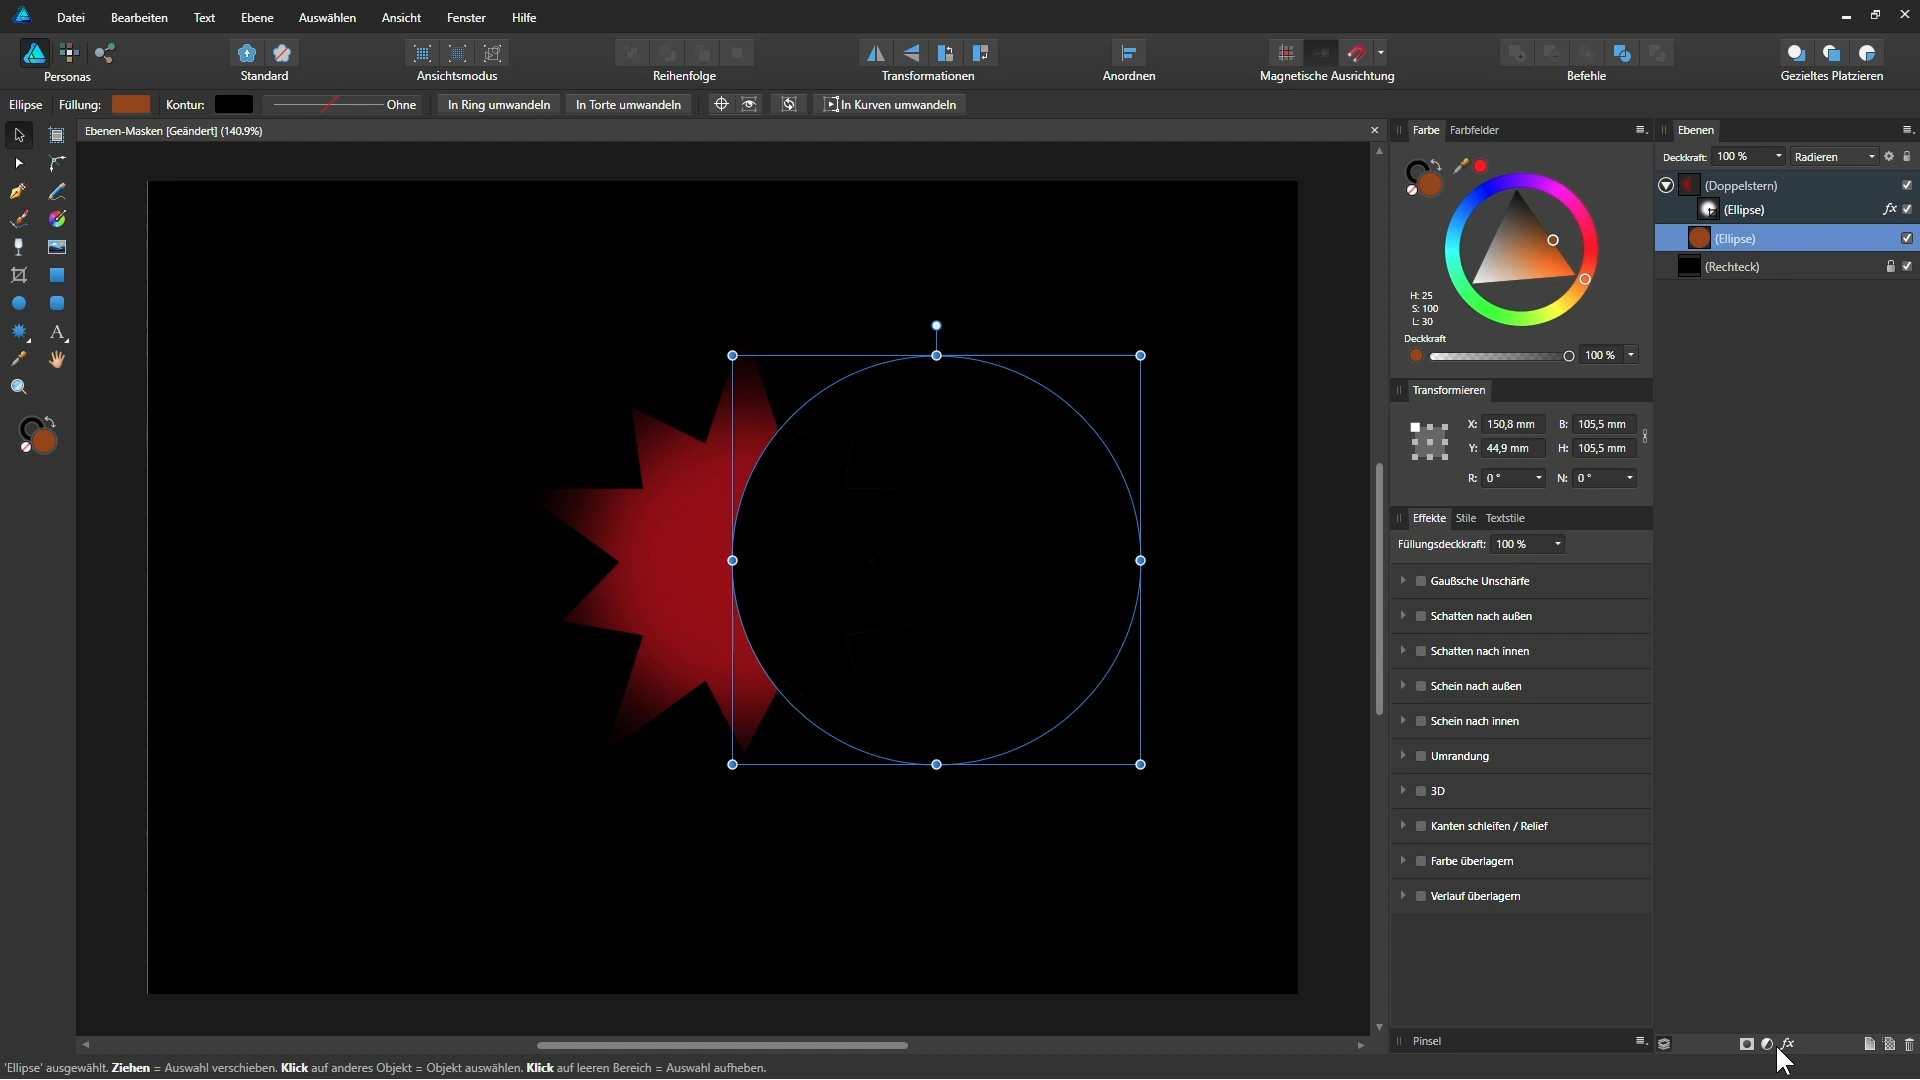 Datei Bearbeiten Text Ebene Auswählen Ansicht Fenster Hilfe
Personas Standard Ansichtsmodus Reihenfolge Transformationen Anordnen Magnetische Ausrichtung Befehle Gezieltes Platzieren
Ellipse Füllung: Kontur: Ohne In Ring umwandeln In Torte umwandeln In Kurven umwandeln
Ebenen-Masken [Geändert] (140.9%)
Farbe Farbfelder
H: 25
S: 100
L: 30
Deckkraft
100 %
Transformieren
X: 150,8 mm B: 105,5 mm
Y: 44,9 mm H: 105,5 mm
R: 0° N: 0°
Effekte Stile Textstile
Füllungsdeckkraft: 100 %
Gaußsche Unschärfe
Schatten nach außen
Schatten nach innen
Schein nach außen
Schein nach innen
Umrandung
3D
Kanten schleifen / Relief
Farbe überlagern
Verlauf überlagern
Pinsel
Ebenen
Deckkraft: 100 % Radieren
(Doppelstern)
(Ellipse) fx
(Ellipse)
(Rechteck)
fx
'Ellipse' ausgewählt. Ziehen = Auswahl verschieben. Klick auf anderes Objekt = Objekt auswählen. Klick auf leeren Bereich = Auswahl aufheben.